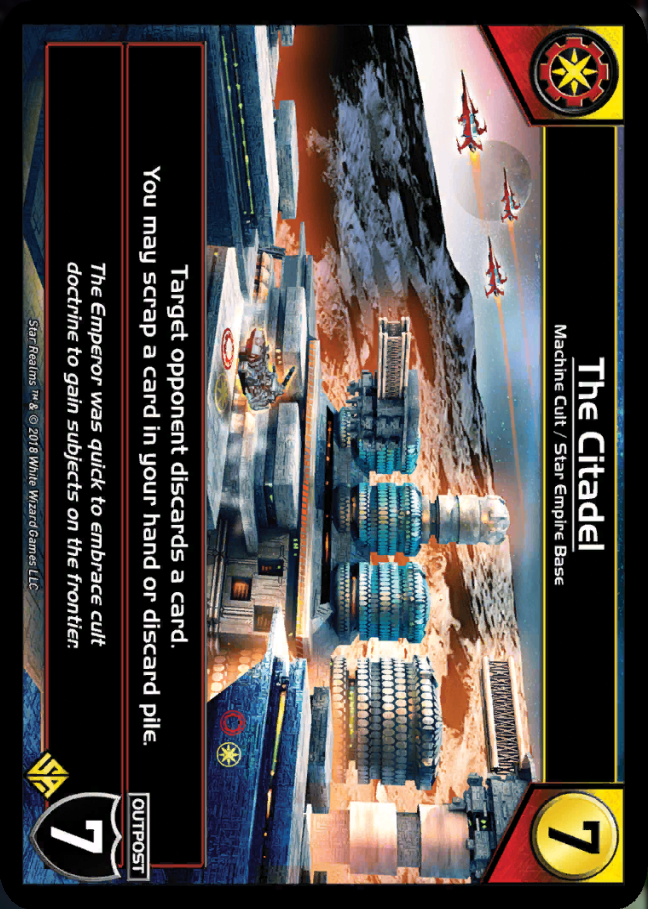 The Citadel
Machine Cult / Star Empire Base
7
Target opponent discards a card.
You may scrap a card in your hand or discard pile.
OUTPOST
The Emperor was quick to embrace cult
doctrine to gain subjects on the frontier.
7
Star Realms ™ & © 2018 White Wizard Games LLC